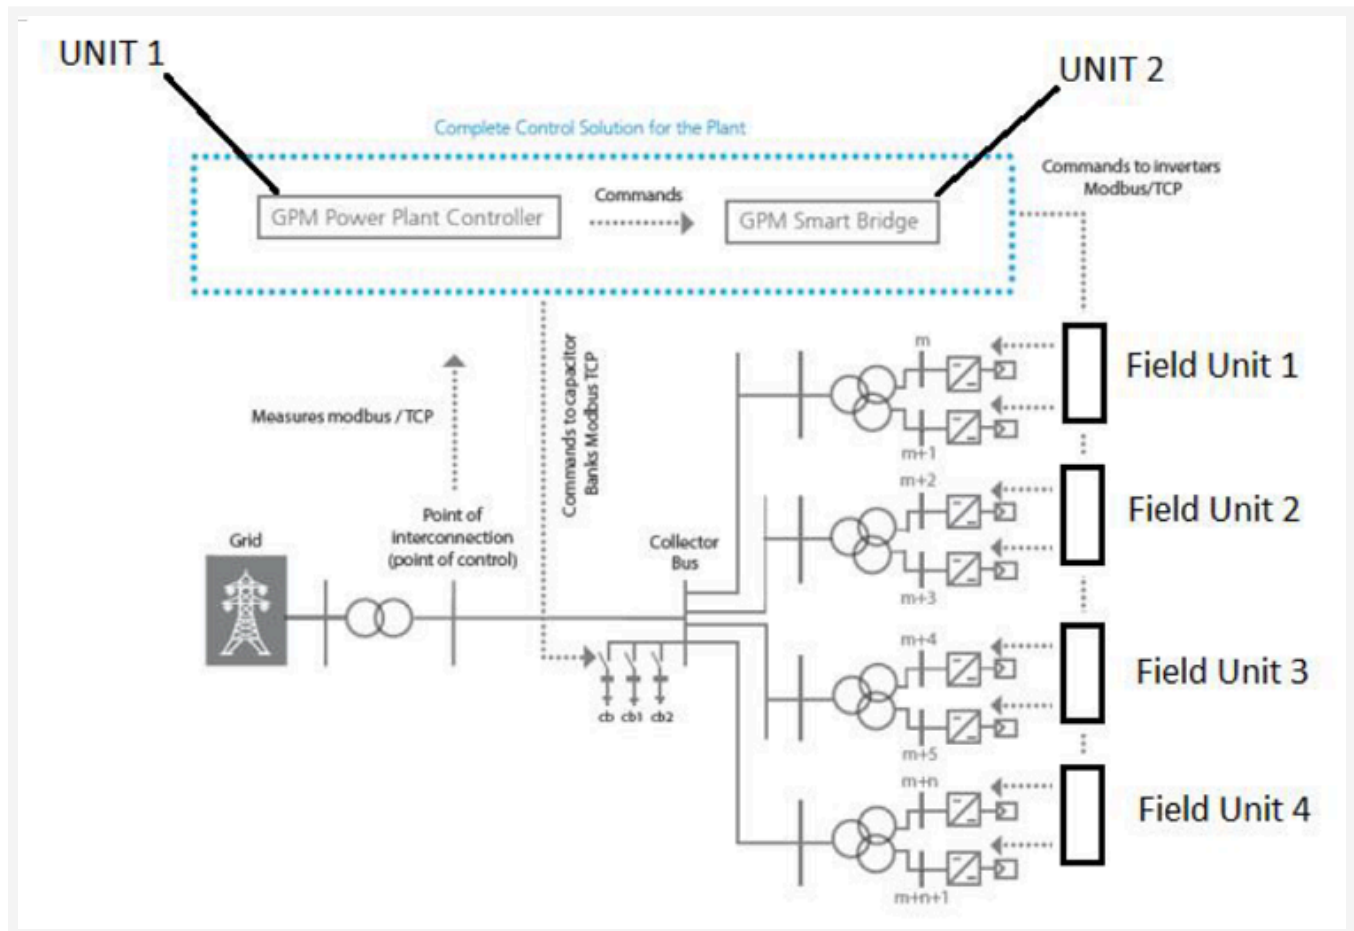 UNIT 1
UNIT 2
Complete Control Solution for the Plant
Commands to inverters
Modbus/TCP
GPM Power Plant Controller
Commands
GPM Smart Bridge
Commands to capacitor
Banks Modbus TCP
Measures modbus / TCP
Point of
interconnection
(point of control)
Grid
Collector
Bus
cb cb1 cb2
m
m+1
Field Unit 1
m+2
m+3
Field Unit 2
m+4
m+5
Field Unit 3
m+n
m+n+1
Field Unit 4